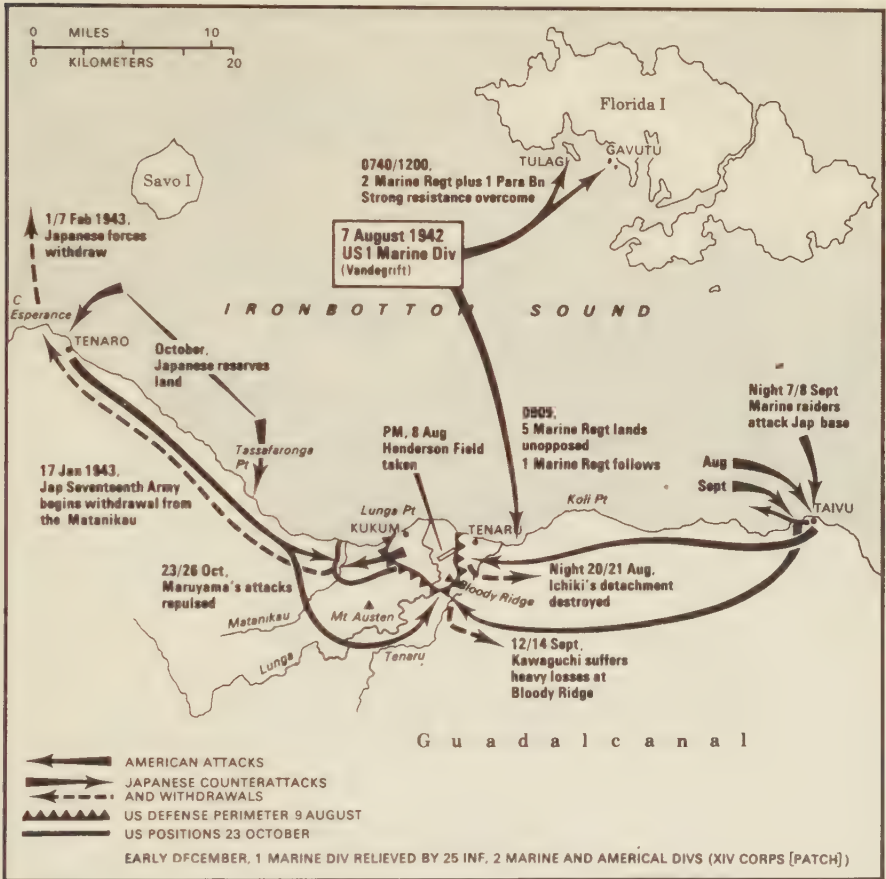 0 MILES 10
0 KILOMETERS 20
Florida I
TULAGI
GAVUTU
Savo I
0740/1200,
2 Marine Regt plus 1 Para Bn
Strong resistance overcome
1/7 Feb 1943,
Japanese forces
withdraw
7 August 1942
US 1 Marine Div
(Vandegrift)
C
Esperance
IRONBOTTOM SOUND
TENARO
October,
Japanese reserves
land
Night 7/8 Sept
Marine raiders
attack Jap base
0909,
5 Marine Regt lands
unopposed
1 Marine Regt follows
PM, 8 Aug
Henderson Field
taken
Tassafaronga
Pt
Aug
Sept
TAIVU
17 Jan 1943,
Jap Seventeenth Army
begins withdrawal from
the Matanikau
Lunga Pt
KUKUM
TENARU
Koli Pt
23/26 Oct,
Maruyama's attacks
repulsed
Night 20/21 Aug,
Ichiki's detachment
destroyed
Bloody Ridge
Matanikau
Mt Austen
Lunga
Tenaru
12/14 Sept,
Kawaguchi suffers
heavy losses at
Bloody Ridge
Guadalcanal
AMERICAN ATTACKS
JAPANESE COUNTERATTACKS
AND WITHDRAWALS
US DEFENSE PERIMETER 9 AUGUST
US POSITIONS 23 OCTOBER
EARLY DECEMBER, 1 MARINE DIV RELIEVED BY 25 INF, 2 MARINE AND AMERICAL DIVS (XIV CORPS [PATCH])